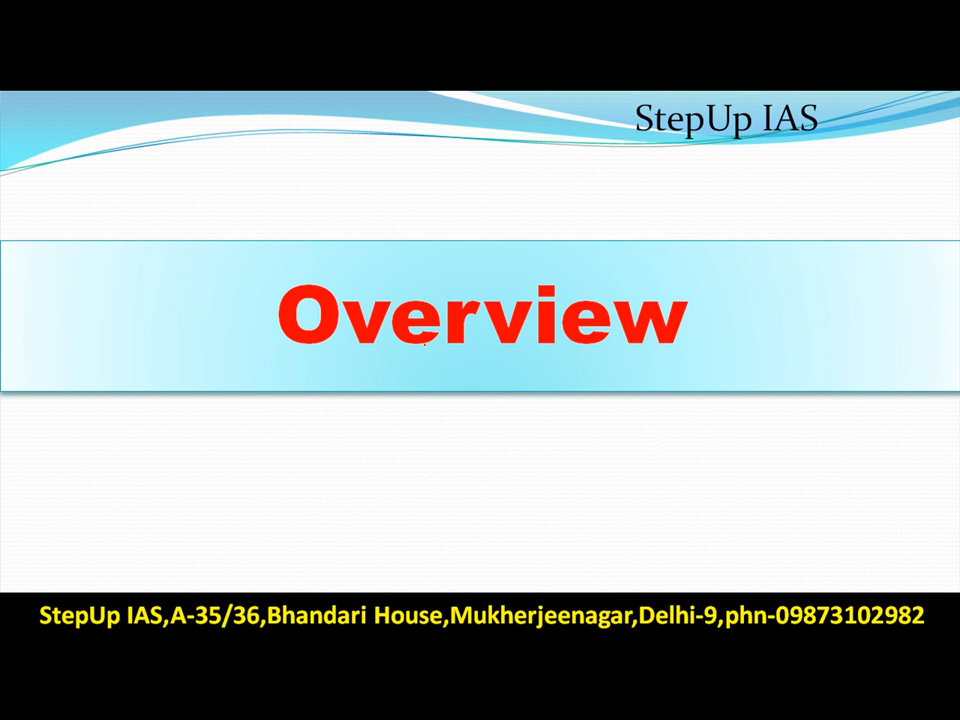 StepUp IAS
Overview
StepUp IAS,A-35/36,Bhandari House,Mukherjeenagar,Delhi-9,phn-09873102982